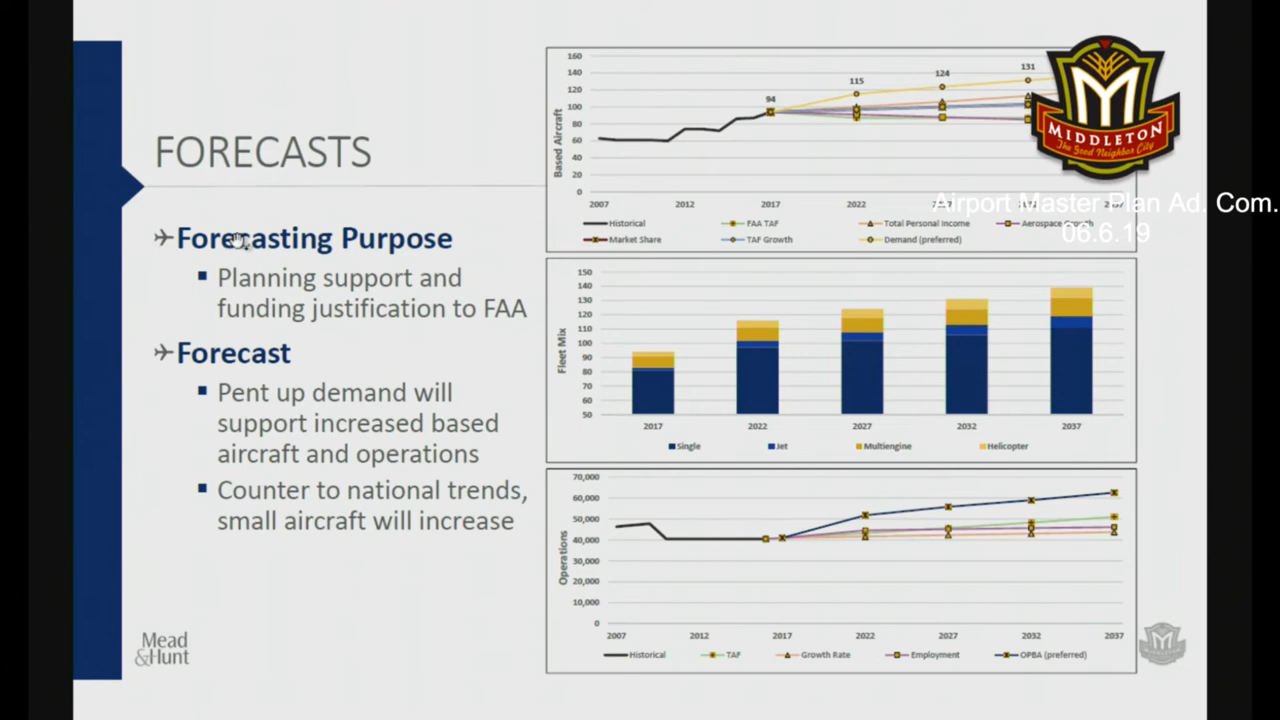 FORECASTS
Forecasting Purpose
Planning support and
funding justification to FAA
Forecast
Pent up demand will
support increased based
aircraft and operations
Counter to national trends,
small aircraft will increase
Mead
&Hunt
160
140
120
100
80
60
40
20
0
Based Aircraft
94
115
124
131
2007
2012
2017
2022
Historical
FAA TAF
Total Personal Income
Aerospace Growth
Market Share
TAF Growth
Demand (preferred)
M
MIDDLETON
The Good Neighbor City
Airport Master Plan Ad. Com.
06.6.19
150
140
130
120
110
100
90
80
70
60
50
Fleet Mix
2017
2022
2027
2032
2037
Single
Jet
Multiengine
Helicopter
70,000
60,000
50,000
40,000
30,000
20,000
10,000
0
Operations
2007
2012
2017
2022
2027
2032
2037
Historical
TAF
Growth Rate
Employment
OPBA (preferred)